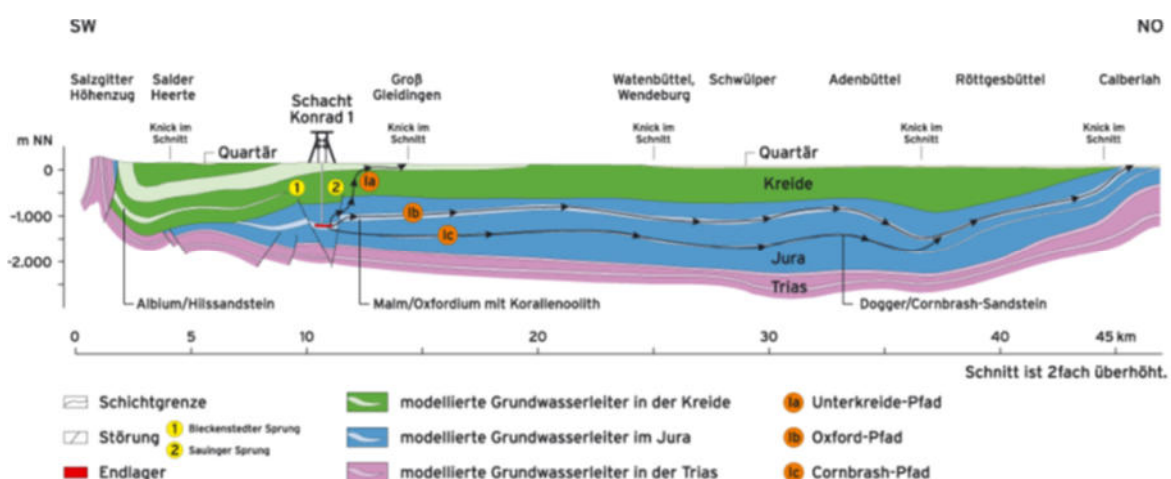 SW
NO
Salzgitter
Höhenzug
Salder
Heerte
Schacht
Konrad 1
Groß
Gleidingen
Watenbüttel,
Wendeburg
Schwülper
Adenbüttel
Röttgesbüttel
Calberlah
Knick im
Schnitt
Knick im
Schnitt
Knick im
Schnitt
Knick im
Schnitt
Knick im
Schnitt
m NN
Quartär
Quartär
0
-1.000
-2.000
1
2
Ia
Ib
Ic
Kreide
Jura
Trias
Albium/Hilssandstein
Malm/Oxfordium mit Korallenoolith
Dogger/Cornbrash-Sandstein
0
5
10
20
30
40
45 km
Schnitt ist 2fach überhöht.
Schichtgrenze
Störung
1 Bleckenstedter Sprung
2 Sauinger Sprung
Endlager
modellierte Grundwasserleiter in der Kreide
modellierte Grundwasserleiter im Jura
modellierte Grundwasserleiter in der Trias
Ia Unterkreide-Pfad
Ib Oxford-Pfad
Ic Cornbrash-Pfad